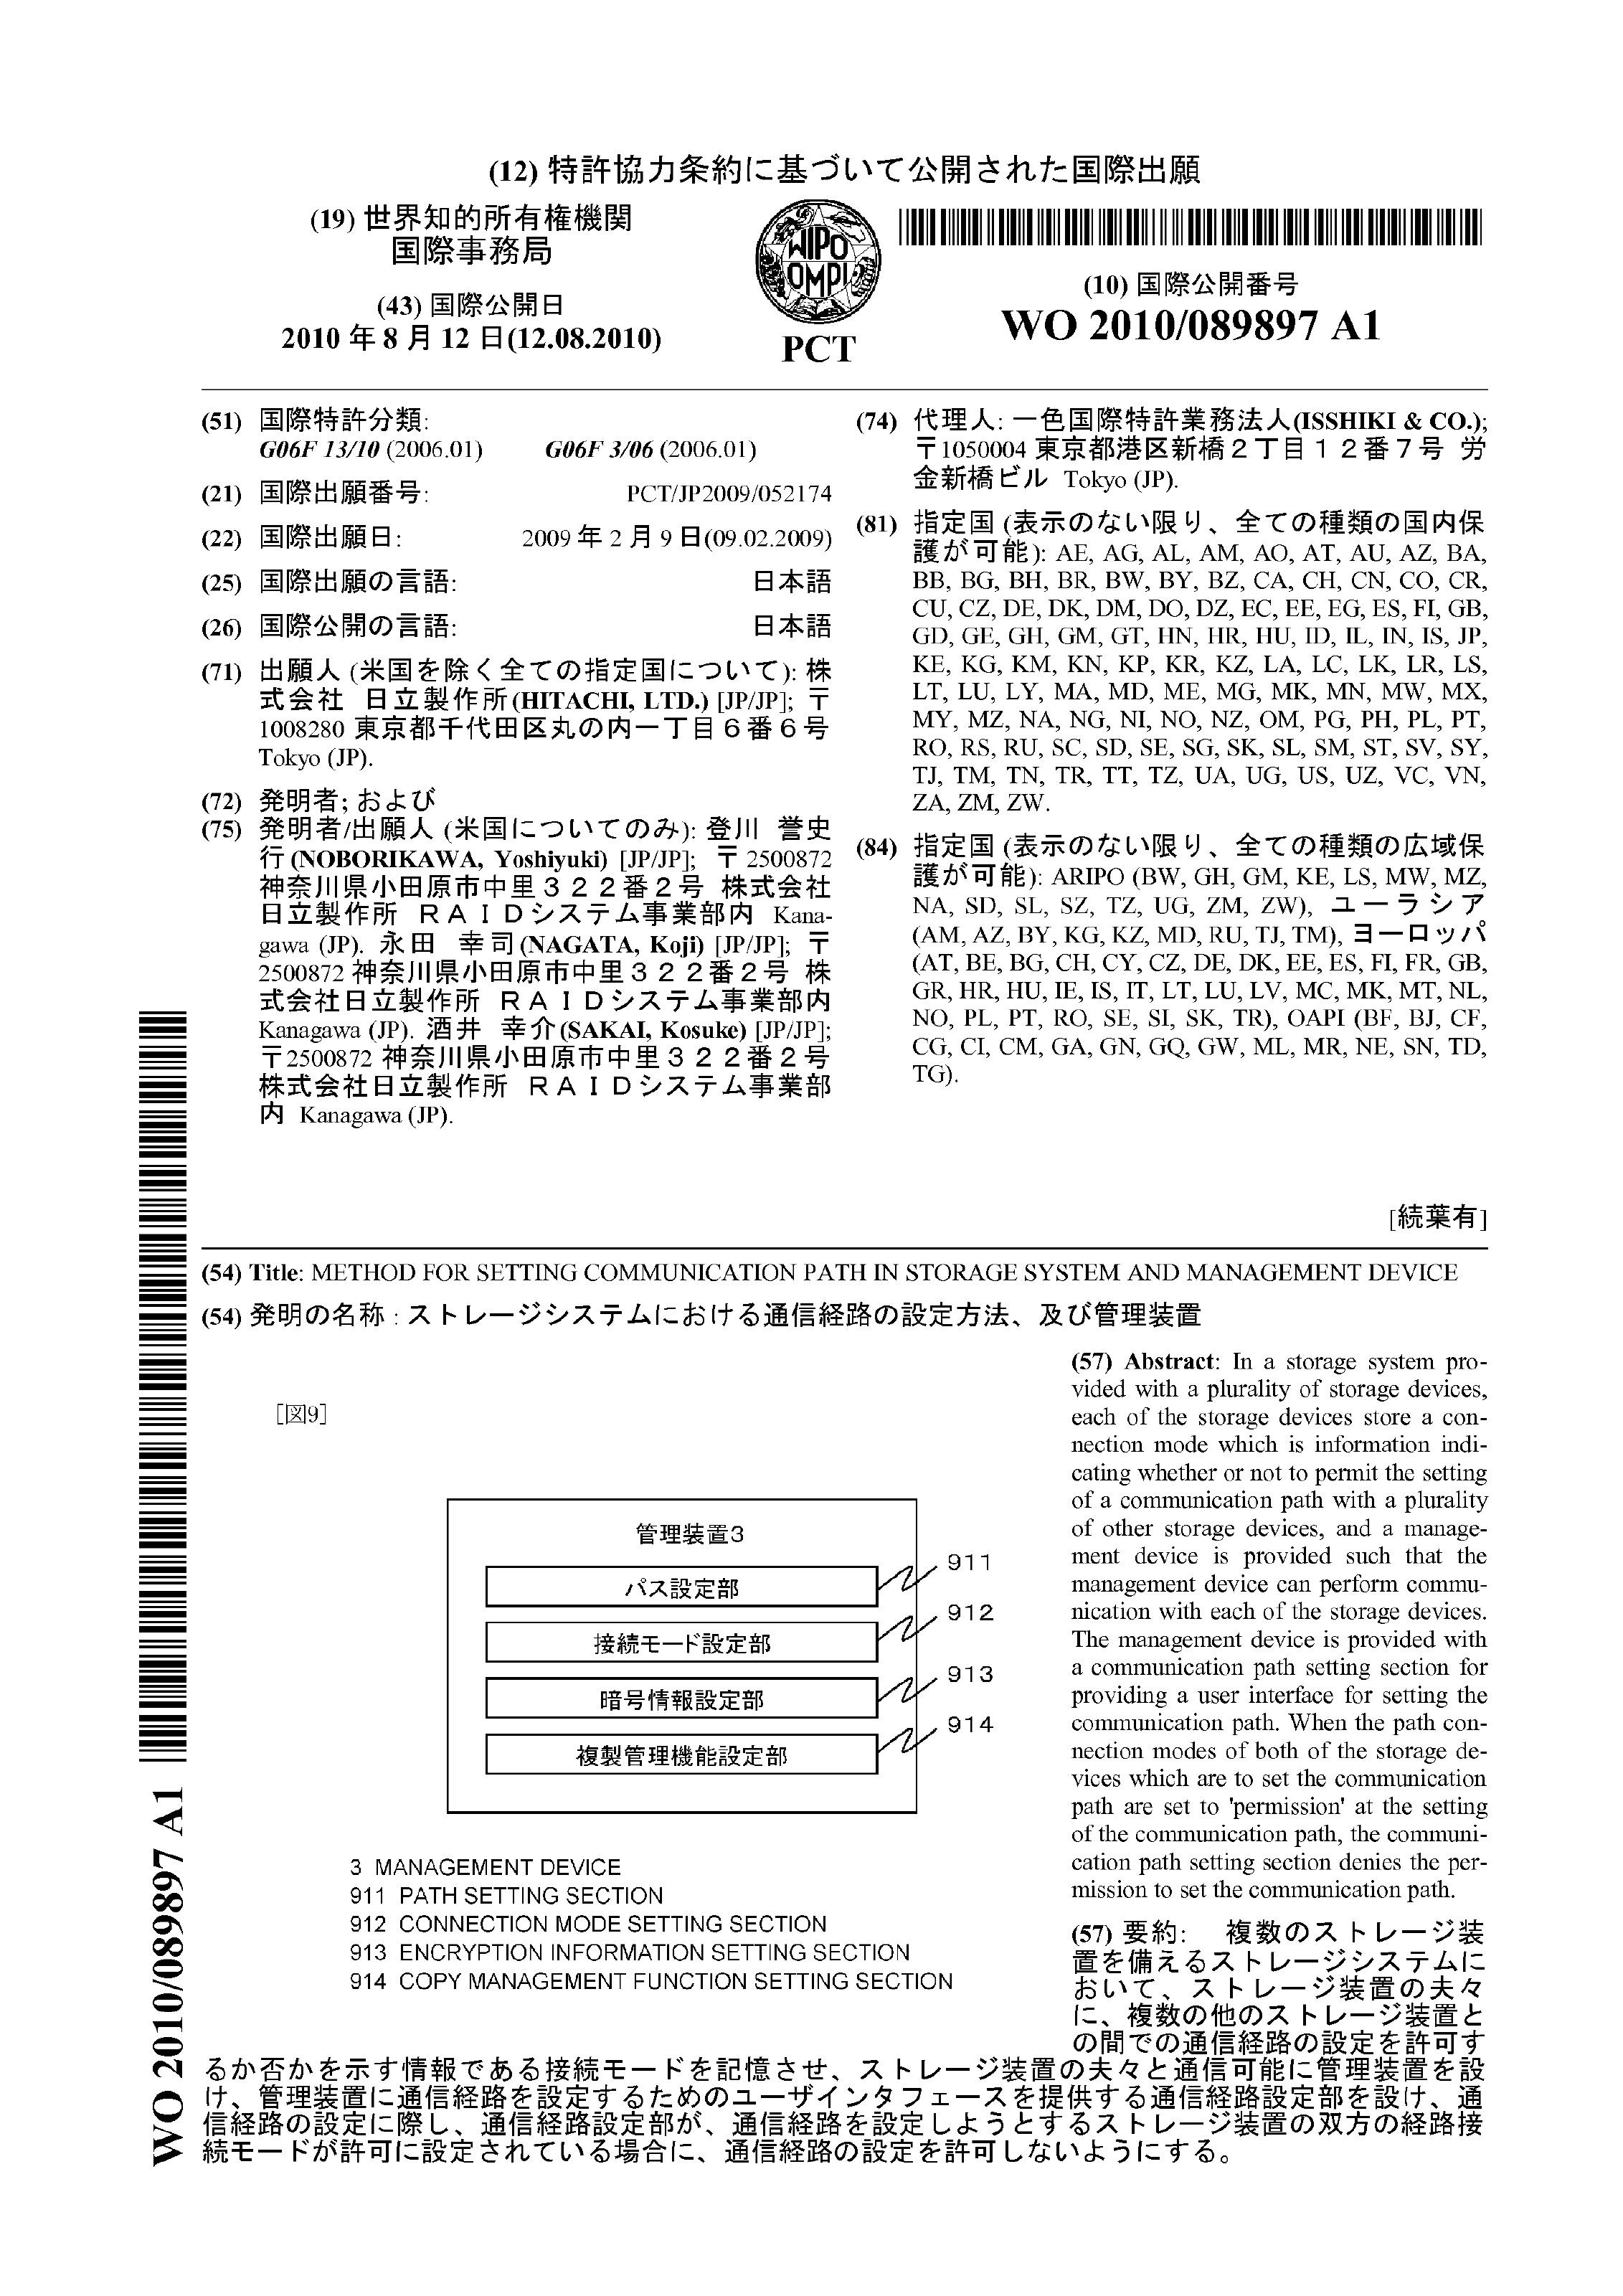 (12) 特許協力条約に基づいて公開された国際出願
(19) 世界知的所有権機関
国際事務局
(43) 国際公開日
2010 年 8 月 12 日(12.08.2010)
WIPO
OMPI
PCT
(10) 国際公開番号
WO 2010/089897 A1
(51) 国際特許分類:
G06F 13/10 (2006.01) G06F 3/06 (2006.01)
(21) 国際出願番号: PCT/JP2009/052174
(22) 国際出願日: 2009 年 2 月 9 日(09.02.2009)
(25) 国際出願の言語: 日本語
(26) 国際公開の言語: 日本語
(71) 出願人 (米国を除く全ての指定国について): 株
式会社 日立製作所(HITACHI, LTD.) [JP/JP]; 〒
1008280 東京都千代田区丸の内一丁目6番6号
Tokyo (JP).
(72) 発明者; および
(75) 発明者/出願人 (米国についてのみ): 登川 誉史
行(NOBORIKAWA, Yoshiyuki) [JP/JP]; 〒2500872
神奈川県小田原市中里322番2号 株式会社
日立製作所 RAIDシステム事業部内 Kana-
gawa (JP). 永田 幸司(NAGATA, Koji) [JP/JP]; 〒
2500872 神奈川県小田原市中里322番2号 株
式会社日立製作所 RAIDシステム事業部内
Kanagawa (JP). 酒井 幸介(SAKAI, Kosuke) [JP/JP];
〒2500872 神奈川県小田原市中里322番2号
株式会社日立製作所 RAIDシステム事業部
内 Kanagawa (JP).
(74) 代理人: 一色国際特許業務法人(ISSHIKI & CO.);
〒1050004 東京都港区新橋2丁目12番7号 労
金新橋ビル Tokyo (JP).
(81) 指定国 (表示のない限り、全ての種類の国内保
護が可能): AE, AG, AL, AM, AO, AT, AU, AZ, BA,
BB, BG, BH, BR, BW, BY, BZ, CA, CH, CN, CO, CR,
CU, CZ, DE, DK, DM, DO, DZ, EC, EE, EG, ES, FI, GB,
GD, GE, GH, GM, GT, HN, HR, HU, ID, IL, IN, IS, JP,
KE, KG, KM, KN, KP, KR, KZ, LA, LC, LK, LR, LS,
LT, LU, LY, MA, MD, ME, MG, MK, MN, MW, MX,
MY, MZ, NA, NG, NI, NO, NZ, OM, PG, PH, PL, PT,
RO, RS, RU, SC, SD, SE, SG, SK, SL, SM, ST, SV, SY,
TJ, TM, TN, TR, TT, TZ, UA, UG, US, UZ, VC, VN,
ZA, ZM, ZW.
(84) 指定国 (表示のない限り、全ての種類の広域保
護が可能): ARIPO (BW, GH, GM, KE, LS, MW, MZ,
NA, SD, SL, SZ, TZ, UG, ZM, ZW), ユーラシア
(AM, AZ, BY, KG, KZ, MD, RU, TJ, TM), ヨーロッパ
(AT, BE, BG, CH, CY, CZ, DE, DK, EE, ES, FI, FR, GB,
GR, HR, HU, IE, IS, IT, LT, LU, LV, MC, MK, MT, NL,
NO, PL, PT, RO, SE, SI, SK, TR), OAPI (BF, BJ, CF,
CG, CI, CM, GA, GN, GQ, GW, ML, MR, NE, SN, TD,
TG).
[続葉有]
(54) Title: METHOD FOR SETTING COMMUNICATION PATH IN STORAGE SYSTEM AND MANAGEMENT DEVICE
(54) 発明の名称 : ストレージシステムにおける通信経路の設定方法、及び管理装置
[図9]
管理装置3
パス設定部
911
接続モード設定部
912
暗号情報設定部
913
複製管理機能設定部
914
3 MANAGEMENT DEVICE
911 PATH SETTING SECTION
912 CONNECTION MODE SETTING SECTION
913 ENCRYPTION INFORMATION SETTING SECTION
914 COPY MANAGEMENT FUNCTION SETTING SECTION
(57) Abstract: In a storage system pro-
vided with a plurality of storage devices,
each of the storage devices store a con-
nection mode which is information indi-
cating whether or not to permit the setting
of a communication path with a plurality
of other storage devices, and a manage-
ment device is provided such that the
management device can perform commu-
nication with each of the storage devices.
The management device is provided with
a communication path setting section for
providing a user interface for setting the
communication path. When the path con-
nection modes of both of the storage de-
vices which are to set the communication
path are set to 'permission' at the setting
of the communication path, the communi-
cation path setting section denies the per-
mission to set the communication path.
(57) 要約: 複数のストレージ装
置を備えるストレージシステムに
おいて、ストレージ装置の夫々
に、複数の他のストレージ装置と
の間での通信経路の設定を許可す
るか否かを示す情報である接続モードを記憶させ、ストレージ装置の夫々と通信可能に管理装置を設
け、管理装置に通信経路を設定するためのユーザインタフェースを提供する通信経路設定部を設け、通
信経路の設定に際し、通信経路設定部が、通信経路を設定しようとするストレージ装置の双方の経路接
続モードが許可に設定されている場合に、通信経路の設定を許可しないようにする。
WO 2010/089897 A1